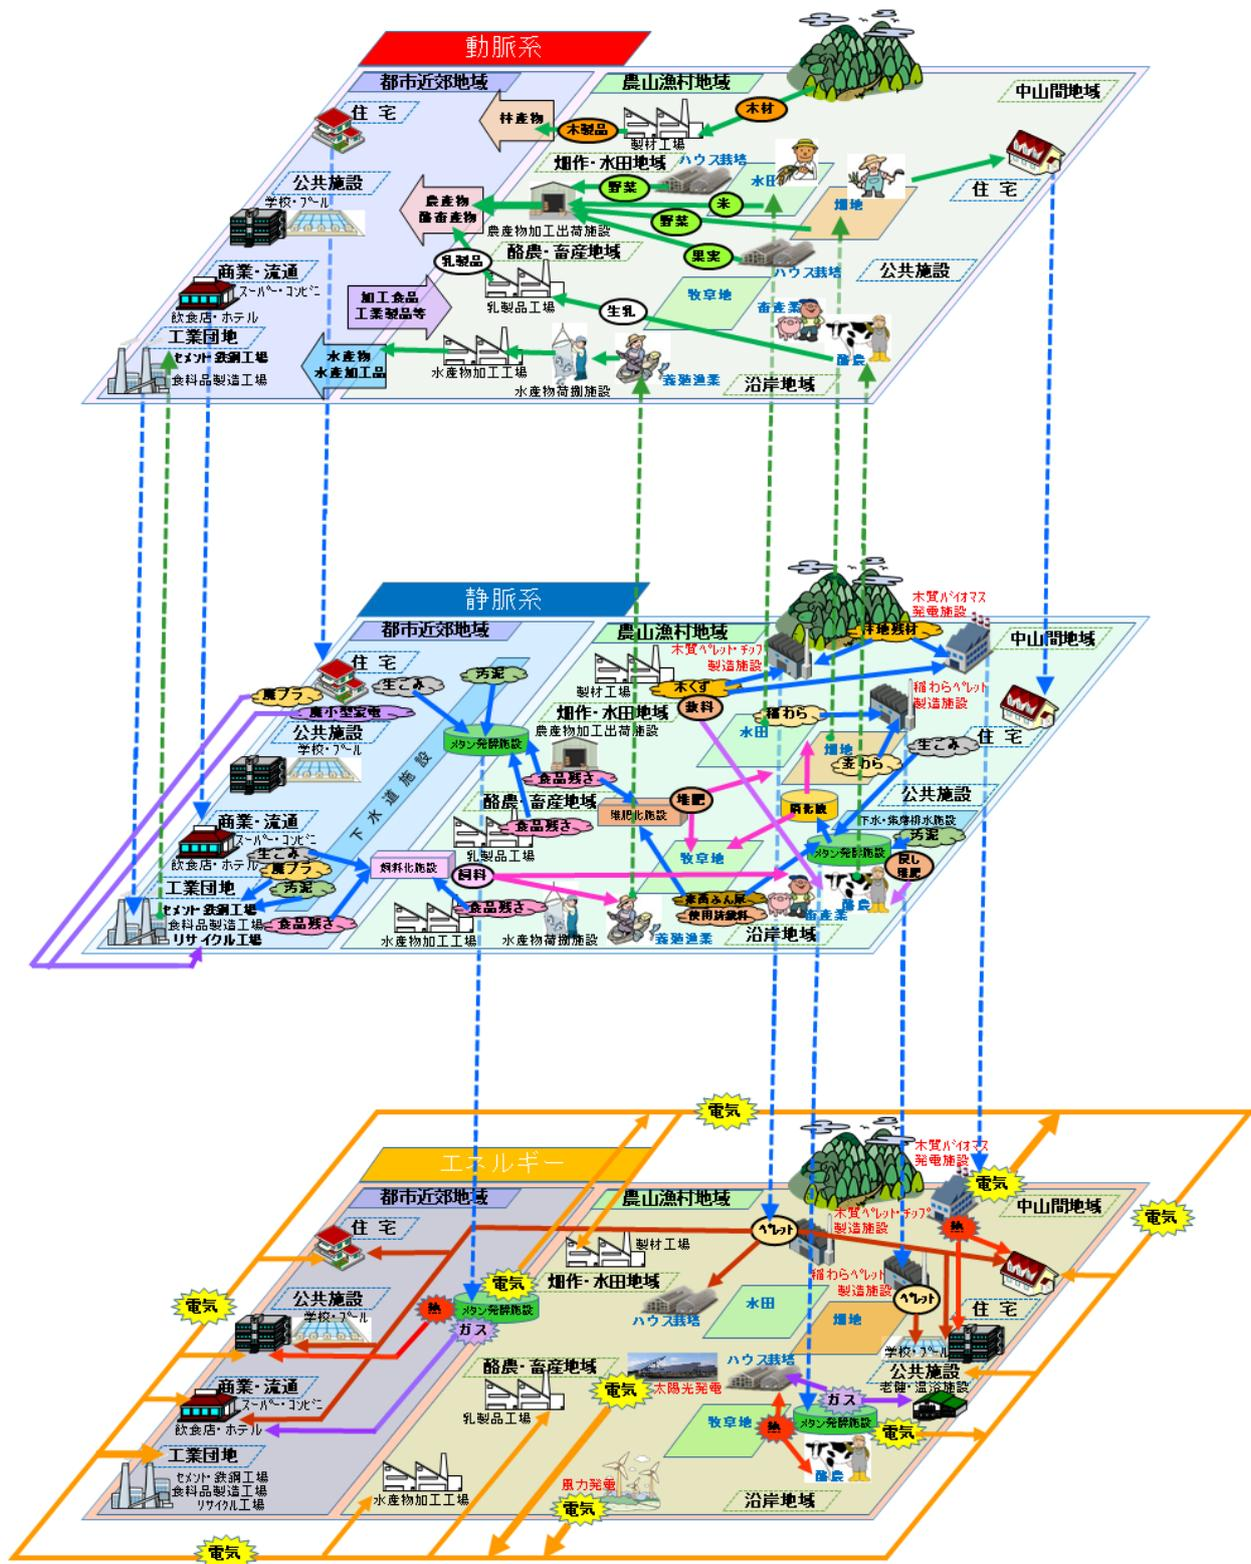 動脈系
都市近郊地域
農山漁村地域
中山間地域
住 宅
林産物
木製品
木材
製材工場
畑作・水田地域
ハウス栽培
水田
住 宅
公共施設
学校・プール
農産物
酪畜産物
野菜
米
野菜
畑地
農産物加工出荷施設
果実
ハウス栽培
酪農・畜産地域
乳製品
公共施設
商業・流通
スーパー・コンビニ
飲食店・ホテル
加工食品
工業製品等
乳製品工場
生乳
牧草地
畜産業
工業団地
セメント・鉄鋼工場
食料品製造工場
水産物
水産加工品
水産物加工工場
水産物荷捌施設
養殖漁業
酪農
沿岸地域
静脈系
都市近郊地域
農山漁村地域
木質バイオマス
発電施設
林地残材
中山間地域
住 宅
生ごみ
汚泥
木質ペレット・チップ
製造施設
製材工場
木くず
敷料
稲わらペレット
製造施設
廃プラ
廃小型家電
公共施設
学校・プール
メタン発酵施設
畑作・水田地域
農産物加工出荷施設
水田
稲わら
畑地
麦わら
生ごみ
住 宅
下水道施設
食品残さ
酪農・畜産地域
堆肥化施設
堆肥
消化液
公共施設
下水・集落排水施設
商業・流通
スーパー・コンビニ
飲食店・ホテル
生ごみ
廃プラ
食品残さ
乳製品工場
牧草地
メタン発酵施設
汚泥
飼料化施設
飼料
戻し
堆肥
工業団地
汚泥
セメント・鉄鋼工場
食料品製造工場
リサイクル工場
食品残さ
食品残さ
家畜ふん尿
使用済敷料
畜産業
酪農
水産物加工工場
水産物荷捌施設
養殖漁業
沿岸地域
電気
エネルギー
都市近郊地域
農山漁村地域
木質バイオマス
発電施設
電気
中山間地域
電気
住 宅
ペレット
木質ペレット・チップ
製造施設
熱
製材工場
畑作・水田地域
稲わらペレット
製造施設
電気
公共施設
学校・プール
熱
電気
メタン発酵施設
ガス
水田
畑地
ペレット
住 宅
ハウス栽培
学校・プール
公共施設
老健・温浴施設
酪農・畜産地域
太陽光発電
電気
ハウス栽培
商業・流通
スーパー・コンビニ
飲食店・ホテル
乳製品工場
牧草地
熱
ガス
メタン発酵施設
電気
工業団地
セメント・鉄鋼工場
食料品製造工場
リサイクル工場
水産物加工工場
風力発電
電気
酪農
沿岸地域
電気